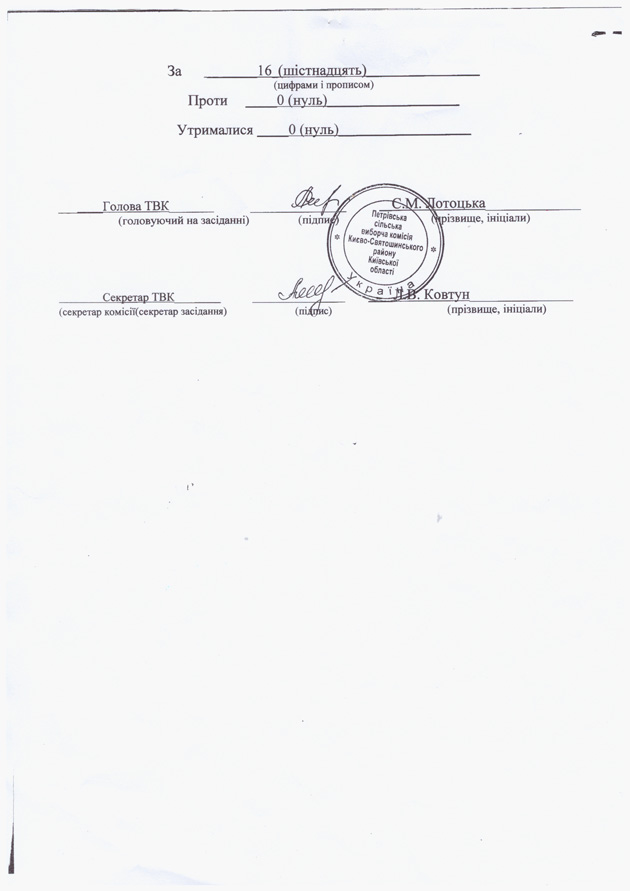 За 16 (шістнадцять)
(цифрами і прописом)
Проти 0 (нуль)
Утрималися 0 (нуль)
Голова ТВК Є.М. Лотоцька
(головуючий на засіданні) (підпис) (прізвище, ініціали)
Петрівська
сільська
виборча комісія
Києво-Святошинського
району
Київської
області
Україна
Секретар ТВК Л.В. Ковтун
(секретар комісії(секретар засідання) (підпис) (прізвище, ініціали)